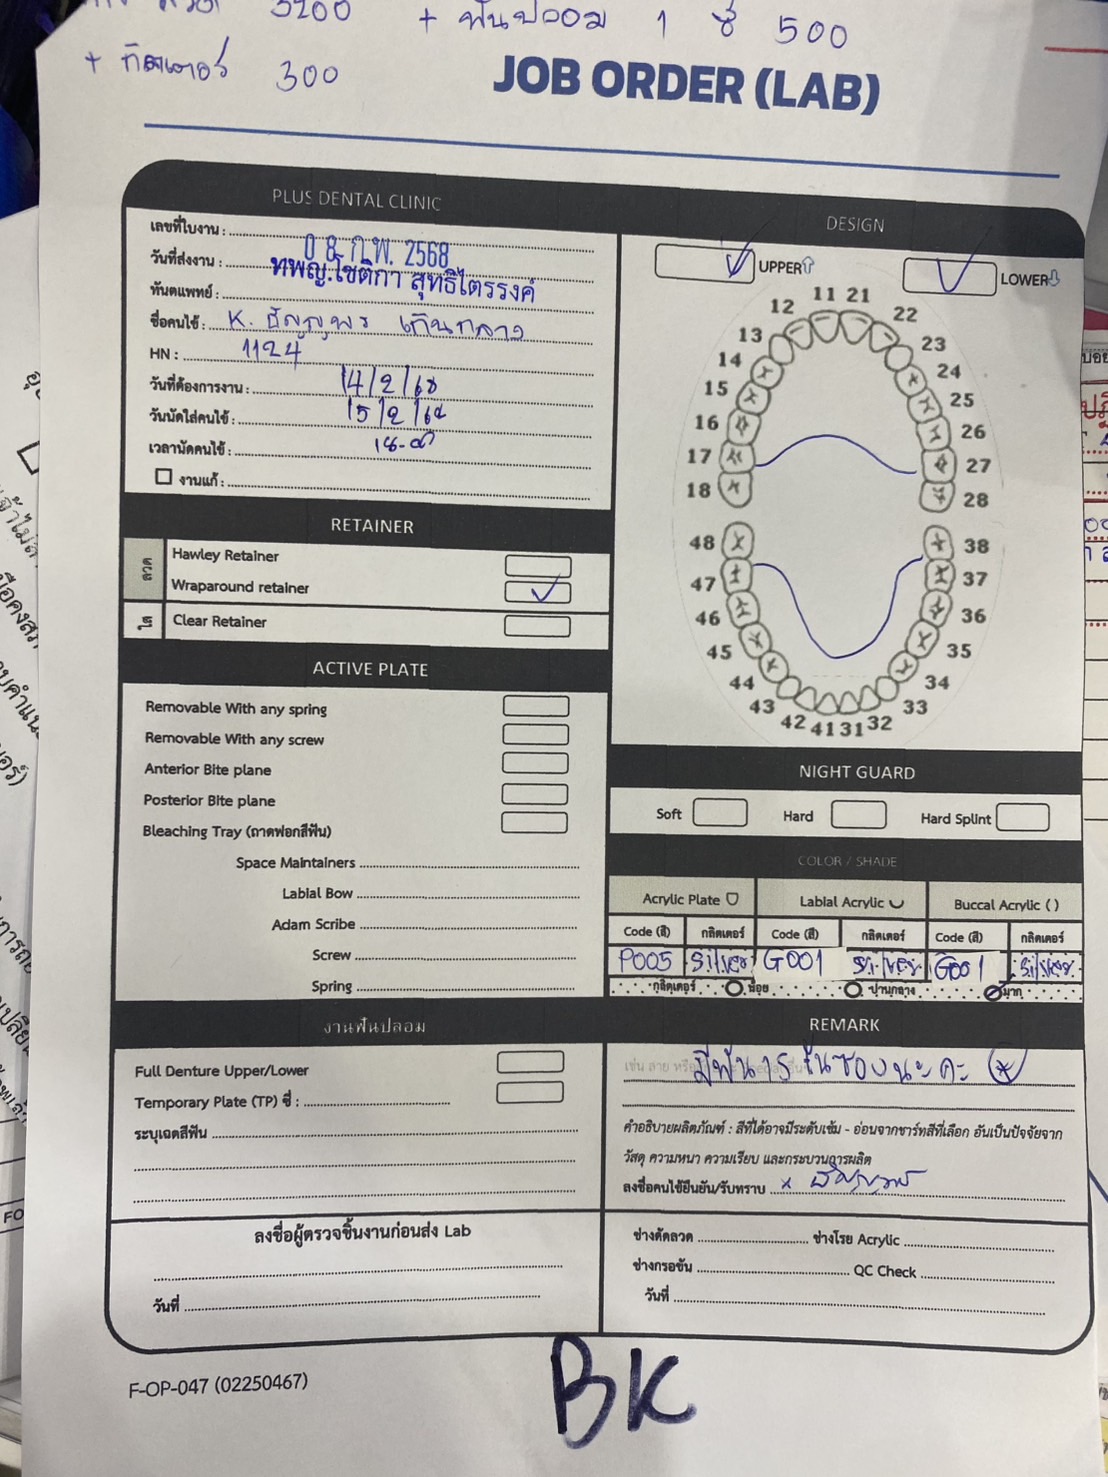 3200 + ฟันปลอม 1 ซี่ 500
+ กิตเตอร์ 300
JOB ORDER (LAB)
PLUS DENTAL CLINIC
เลขที่ใบงาน :
วันที่ส่งงาน : 08 ก.พ. 2568
ทันตแพทย์ : ทพญ.โชติกา สุทธิไตรรงค์
ชื่อคนไข้ : K. ธัญญพร เกินกลาง
HN : 1124
วันที่ต้องการงาน : 14/2/68
วันนัดใส่คนไข้ : 15/2/68
เวลานัดคนไข้ :
งานแก้ :
DESIGN
UPPER
LOWER
11 21
12 22
13 23
14 24
15 25
16 26
17 27
18 28
48 38
47 37
46 36
45 35
44 34
43 33
42 41 31 32
RETAINER
ลวด
Hawley Retainer
Wraparound retainer
ใส
Clear Retainer
ACTIVE PLATE
Removable With any spring
Removable With any screw
Anterior Bite plane
Posterior Bite plane
Bleaching Tray (ถาดฟอกสีฟัน)
Space Maintainers
Labial Bow
Adam Scribe
Screw
Spring
NIGHT GUARD
Soft Hard Hard Splint
COLOR / SHADE
Acrylic Plate Labial Acrylic Buccal Acrylic ( )
Code (สี) กลิตเตอร์ Code (สี) กลิตเตอร์ Code (สี) กลิตเตอร์
P005 Silver G001 Silver G001 Silver
กลิตเตอร์ น้อย ปานกลาง มาก
งานฟันปลอม
Full Denture Upper/Lower
Temporary Plate (TP) ซี่ :
ระบุเฉดสีฟัน
REMARK
มีฟัน 15 ในซองนะคะ
คำอธิบายผลิตภัณฑ์ : สีที่ได้อาจมีระดับเข้ม - อ่อนจากชาร์ทสีที่เลือก อันเป็นปัจจัยจาก
วัสดุ ความหนา ความเรียบ และกระบวนการผลิต
ลงชื่อคนไข้ยืนยัน/รับทราบ x ธัญญพร
ลงชื่อผู้ตรวจชิ้นงานก่อนส่ง Lab
วันที่
ช่างดัดลวด ช่างโรย Acrylic
ช่างกรอขัน QC Check
วันที่
F-OP-047 (02250467)
BK